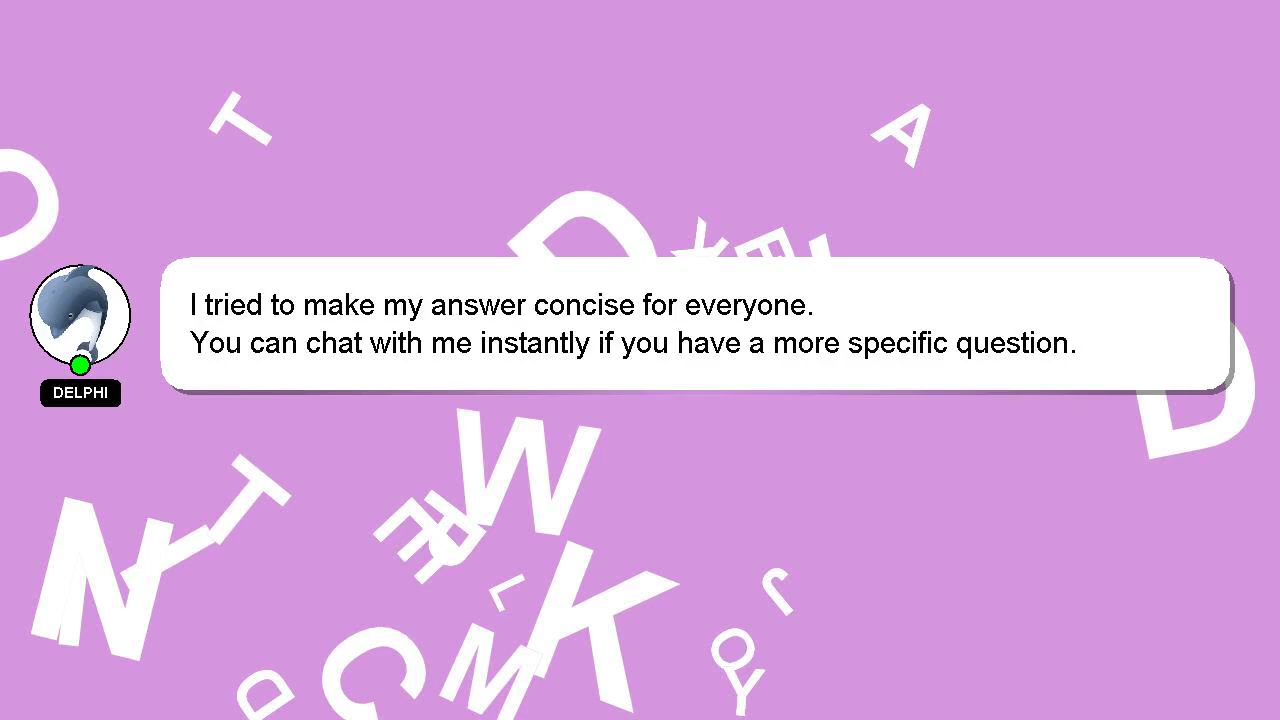 T
A
O
D
K
E
I tried to make my answer concise for everyone.
You can chat with me instantly if you have a more specific question.
DELPHI
D
W
T
N
Y
E
R
L
K
J
O
Y
M
C
D